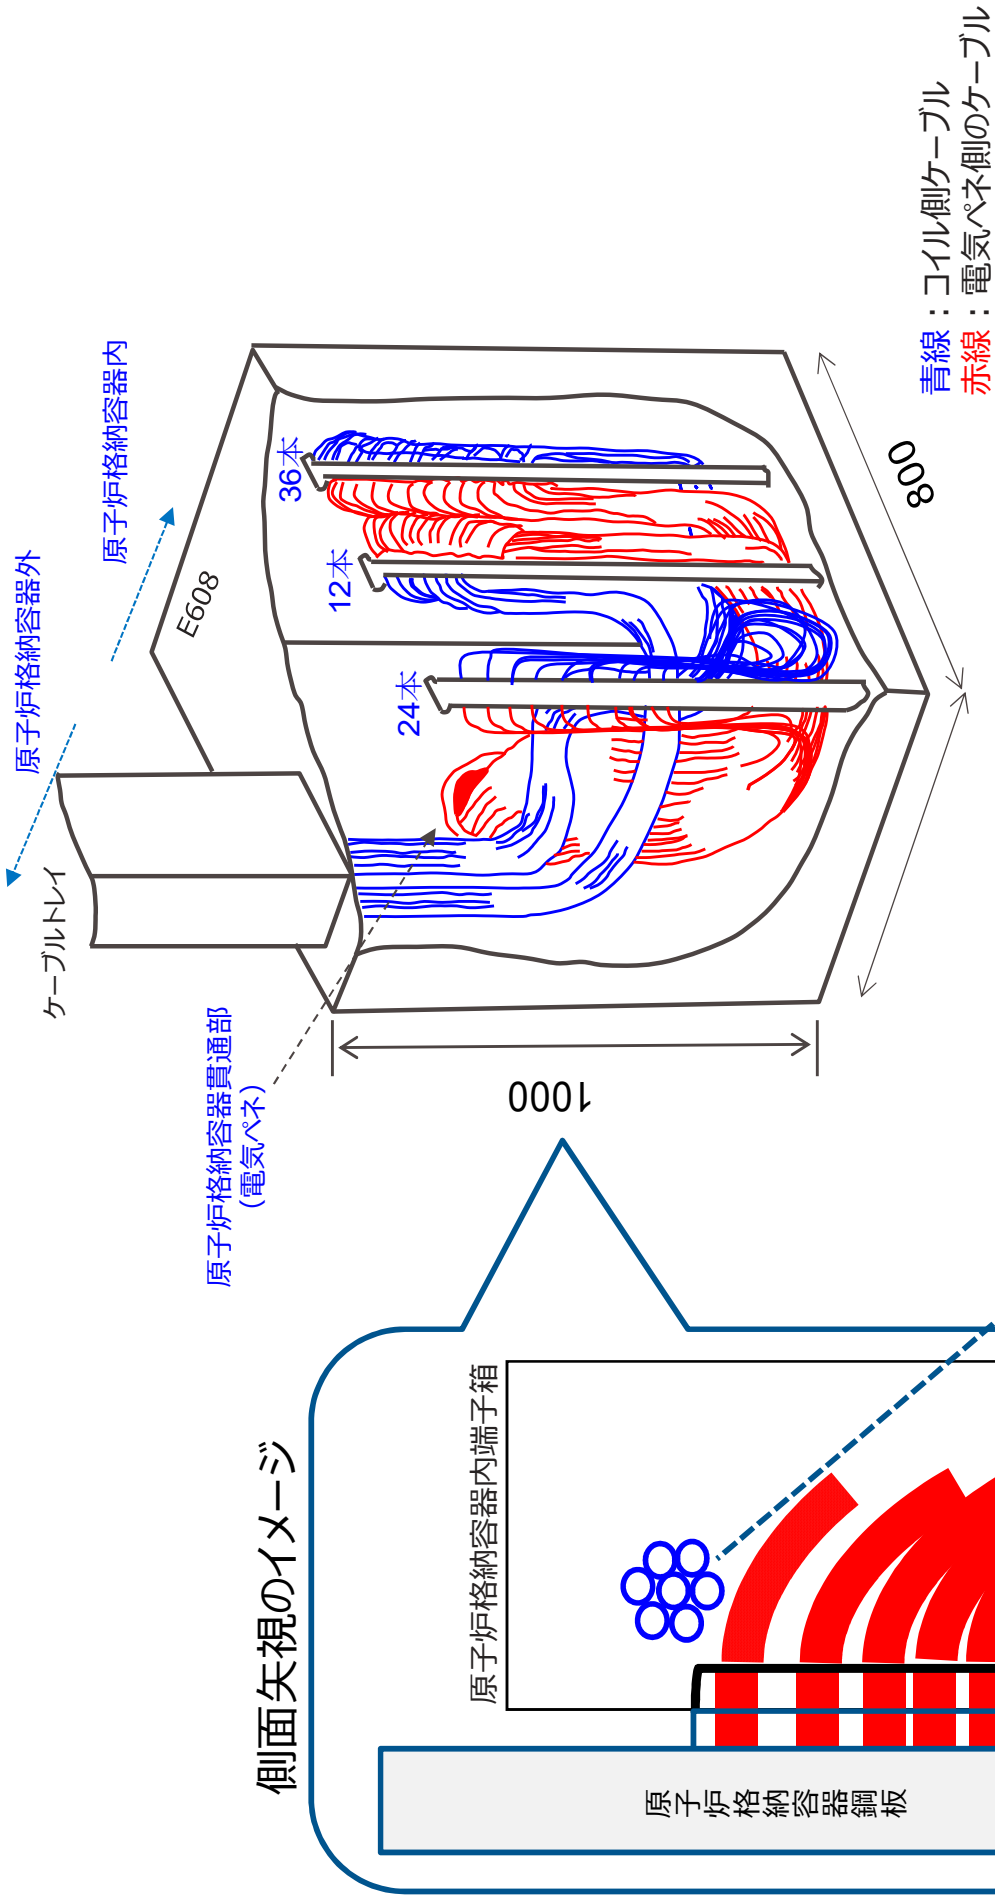 側面矢視のイメージ
原子炉格納容器内端子箱
原子炉格納容器鋼板
原子炉格納容器貫通部
（電気ペネ）
ケーブルトレイ
原子炉格納容器外
原子炉格納容器内
E608
36本
12本
24本
1000
800
青線：コイル側ケーブル
赤線：電気ペネ側のケーブル